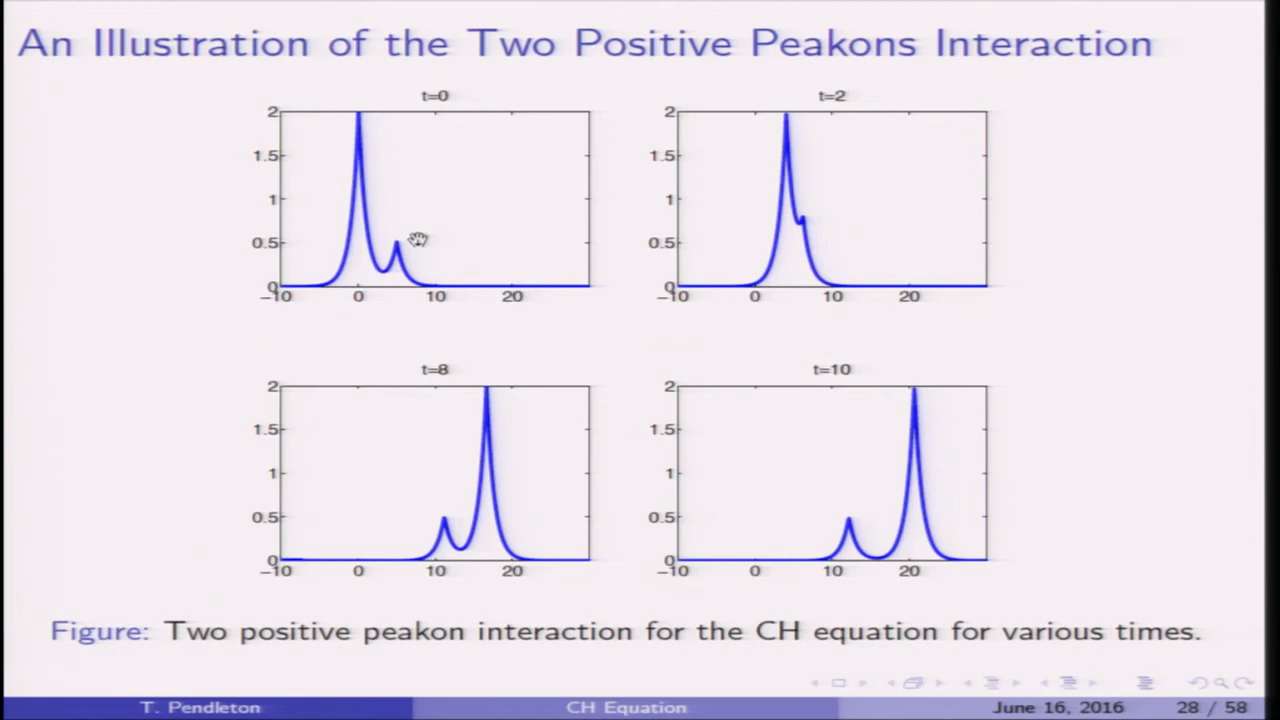 An Illustration of the Two Positive Peakons Interaction
t=0
2
1.5
1
0.5
0
−10 0 10 20
t=2
2
1.5
1
0.5
0
−10 0 10 20
t=8
2
1.5
1
0.5
0
−10 0 10 20
t=10
2
1.5
1
0.5
0
−10 0 10 20
Figure: Two positive peakon interaction for the CH equation for various times.
T. Pendleton CH Equation June 16, 2016 28 / 58